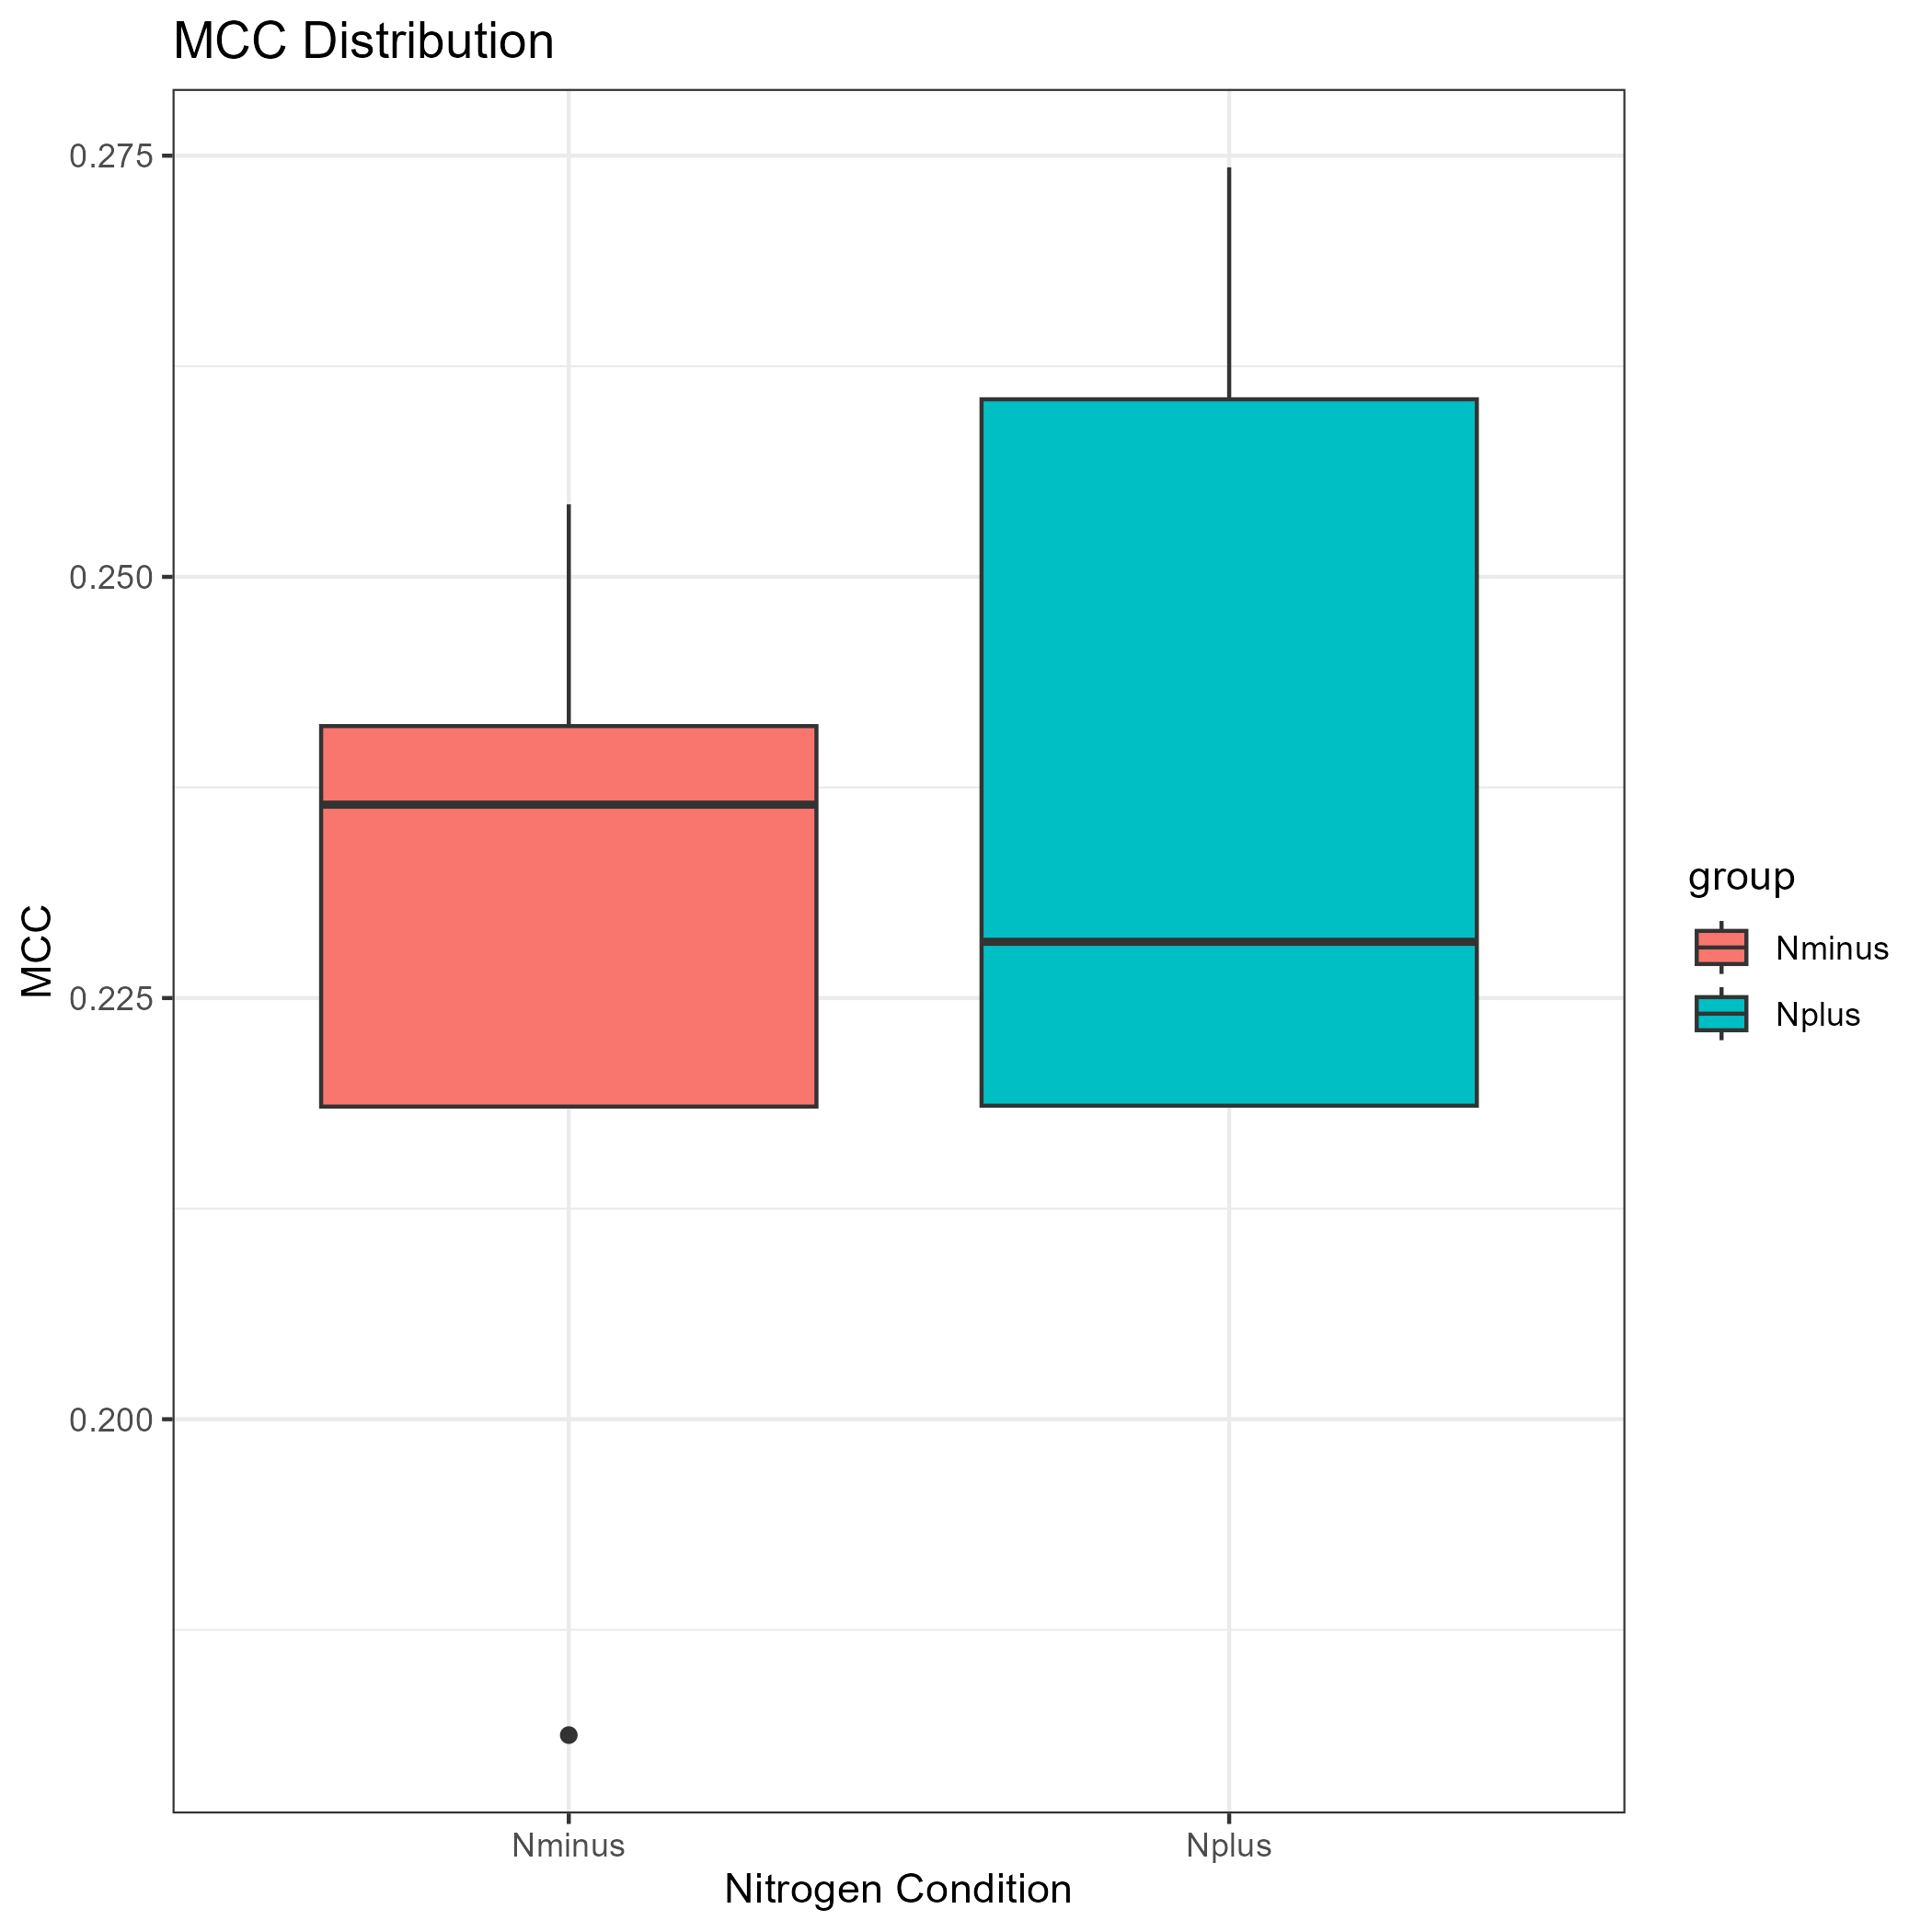 MCC Distribution
0.275
0.250
0.225
0.200
MCC
Nminus
Nplus
Nitrogen Condition
group
Nminus
Nplus